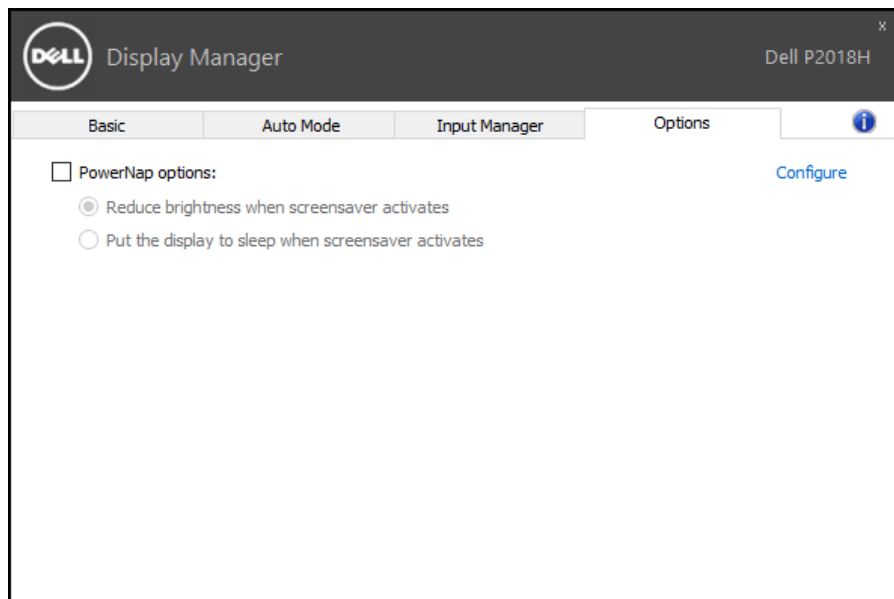 DELL Display Manager
x
Dell P2018H
Basic Auto Mode Input Manager Options i
PowerNap options: Configure
Reduce brightness when screensaver activates
Put the display to sleep when screensaver activates